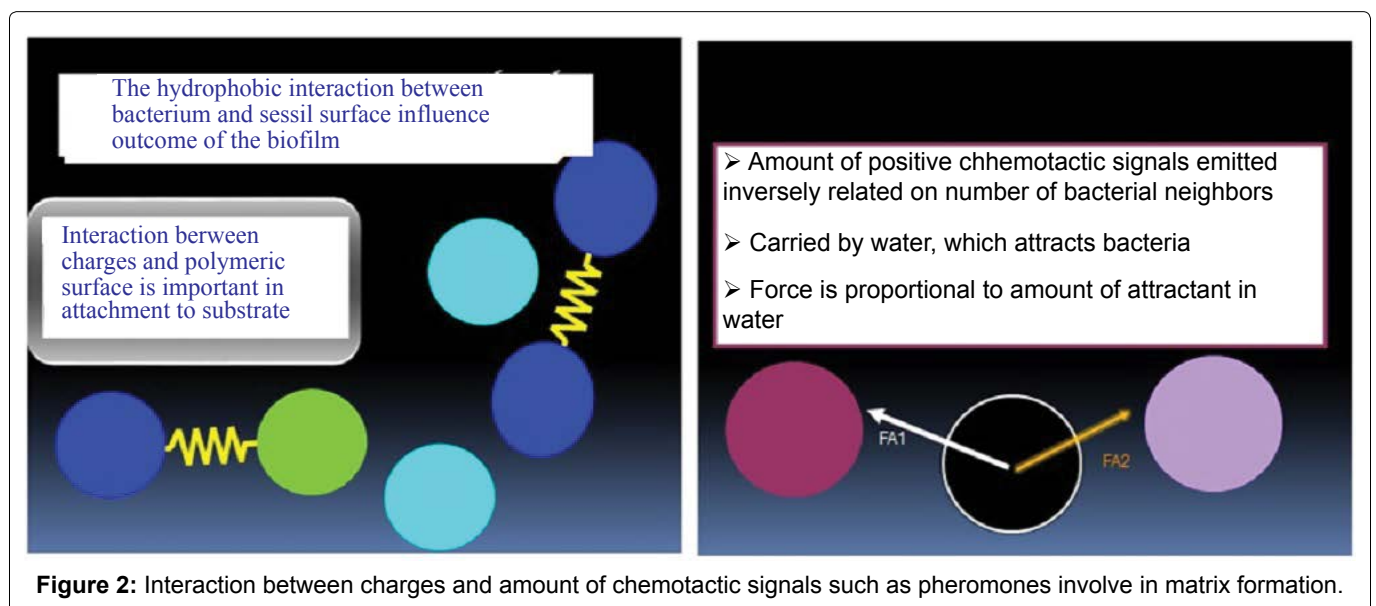 The hydrophobic interaction between
bacterium and sessil surface influence
outcome of the biofilm
Interaction berween
charges and polymeric
surface is important in
attachment to substrate
➢ Amount of positive chhemotactic signals emitted
inversely related on number of bacterial neighbors
➢ Carried by water, which attracts bacteria
➢ Force is proportional to amount of attractant in
water
FA1
FA2
Figure 2: Interaction between charges and amount of chemotactic signals such as pheromones involve in matrix formation.